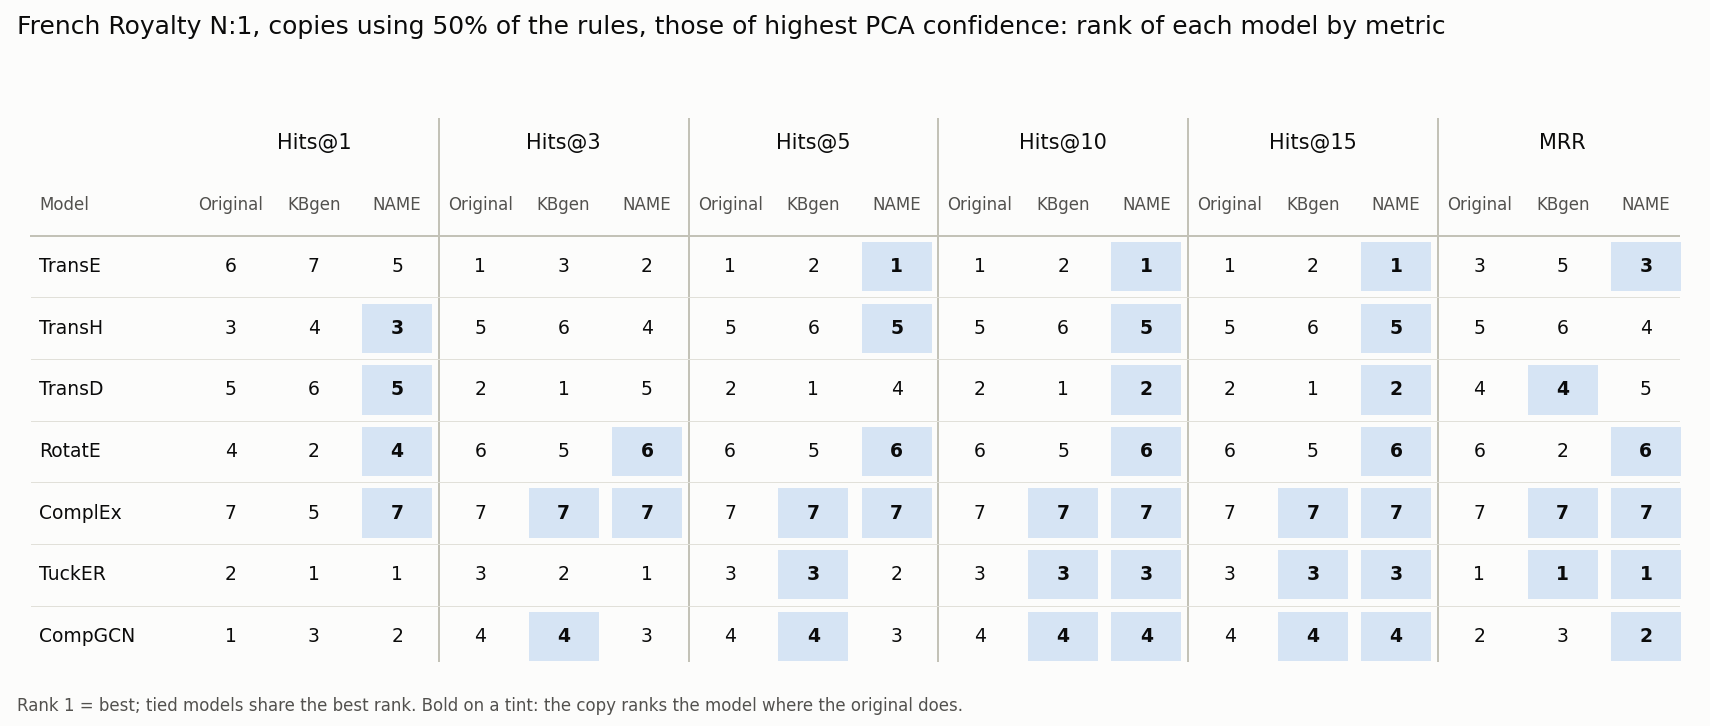 French Royalty N:1, copies using 50% of the rules, those of highest PCA confidence: rank of each model by metric
Hits@1 Hits@3 Hits@5 Hits@10 Hits@15 MRR
Model Original KBgen NAME Original KBgen NAME Original KBgen NAME Original KBgen NAME Original KBgen NAME Original KBgen NAME
TransE 6 7 5 1 3 2 1 2 1 1 2 1 1 2 1 3 5 3
TransH 3 4 3 5 6 4 5 6 5 5 6 5 5 6 5 5 6 4
TransD 5 6 5 2 1 5 2 1 4 2 1 2 2 1 2 4 4 5
RotatE 4 2 4 6 5 6 6 5 6 6 5 6 6 5 6 6 2 6
ComplEx 7 5 7 7 7 7 7 7 7 7 7 7 7 7 7 7 7 7
TuckER 2 1 1 3 2 1 3 3 2 3 3 3 3 3 3 1 1 1
CompGCN 1 3 2 4 4 3 4 4 3 4 4 4 4 4 4 2 3 2
Rank 1 = best; tied models share the best rank. Bold on a tint: the copy ranks the model where the original does.